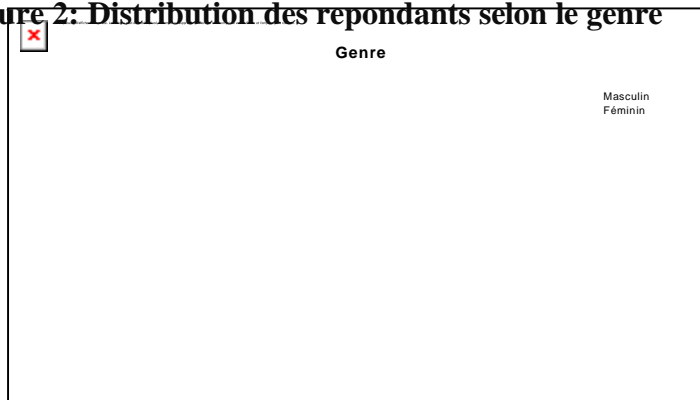 ure 2: Distribution des repondants selon le genre
Genre
Masculin
Féminin